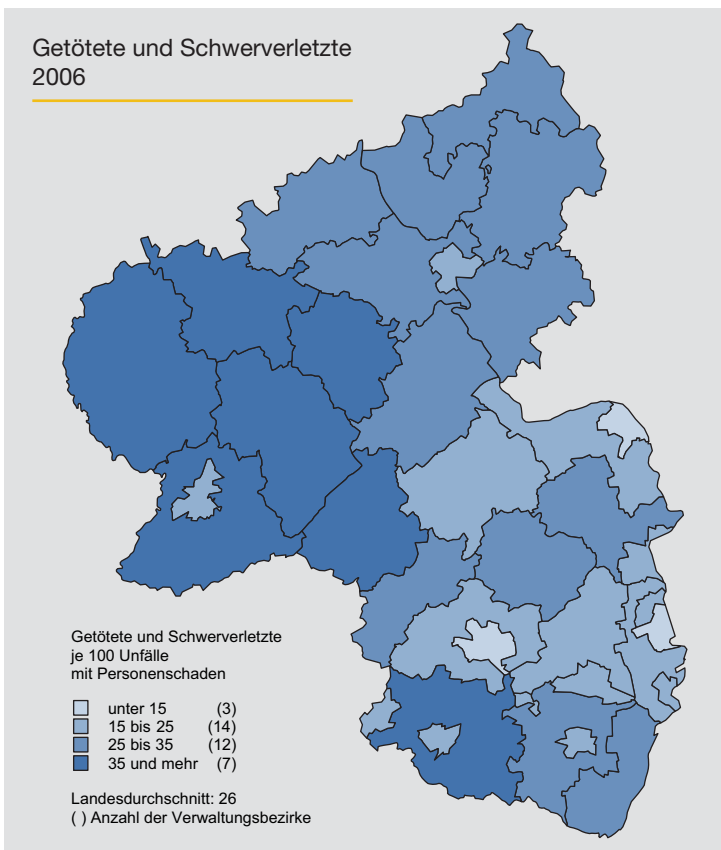 Getötete und Schwerverletzte
2006
Getötete und Schwerverletzte
je 100 Unfälle
mit Personenschaden
unter 15 (3)
15 bis 25 (14)
25 bis 35 (12)
35 und mehr (7)
Landesdurchschnitt: 26
( ) Anzahl der Verwaltungsbezirke